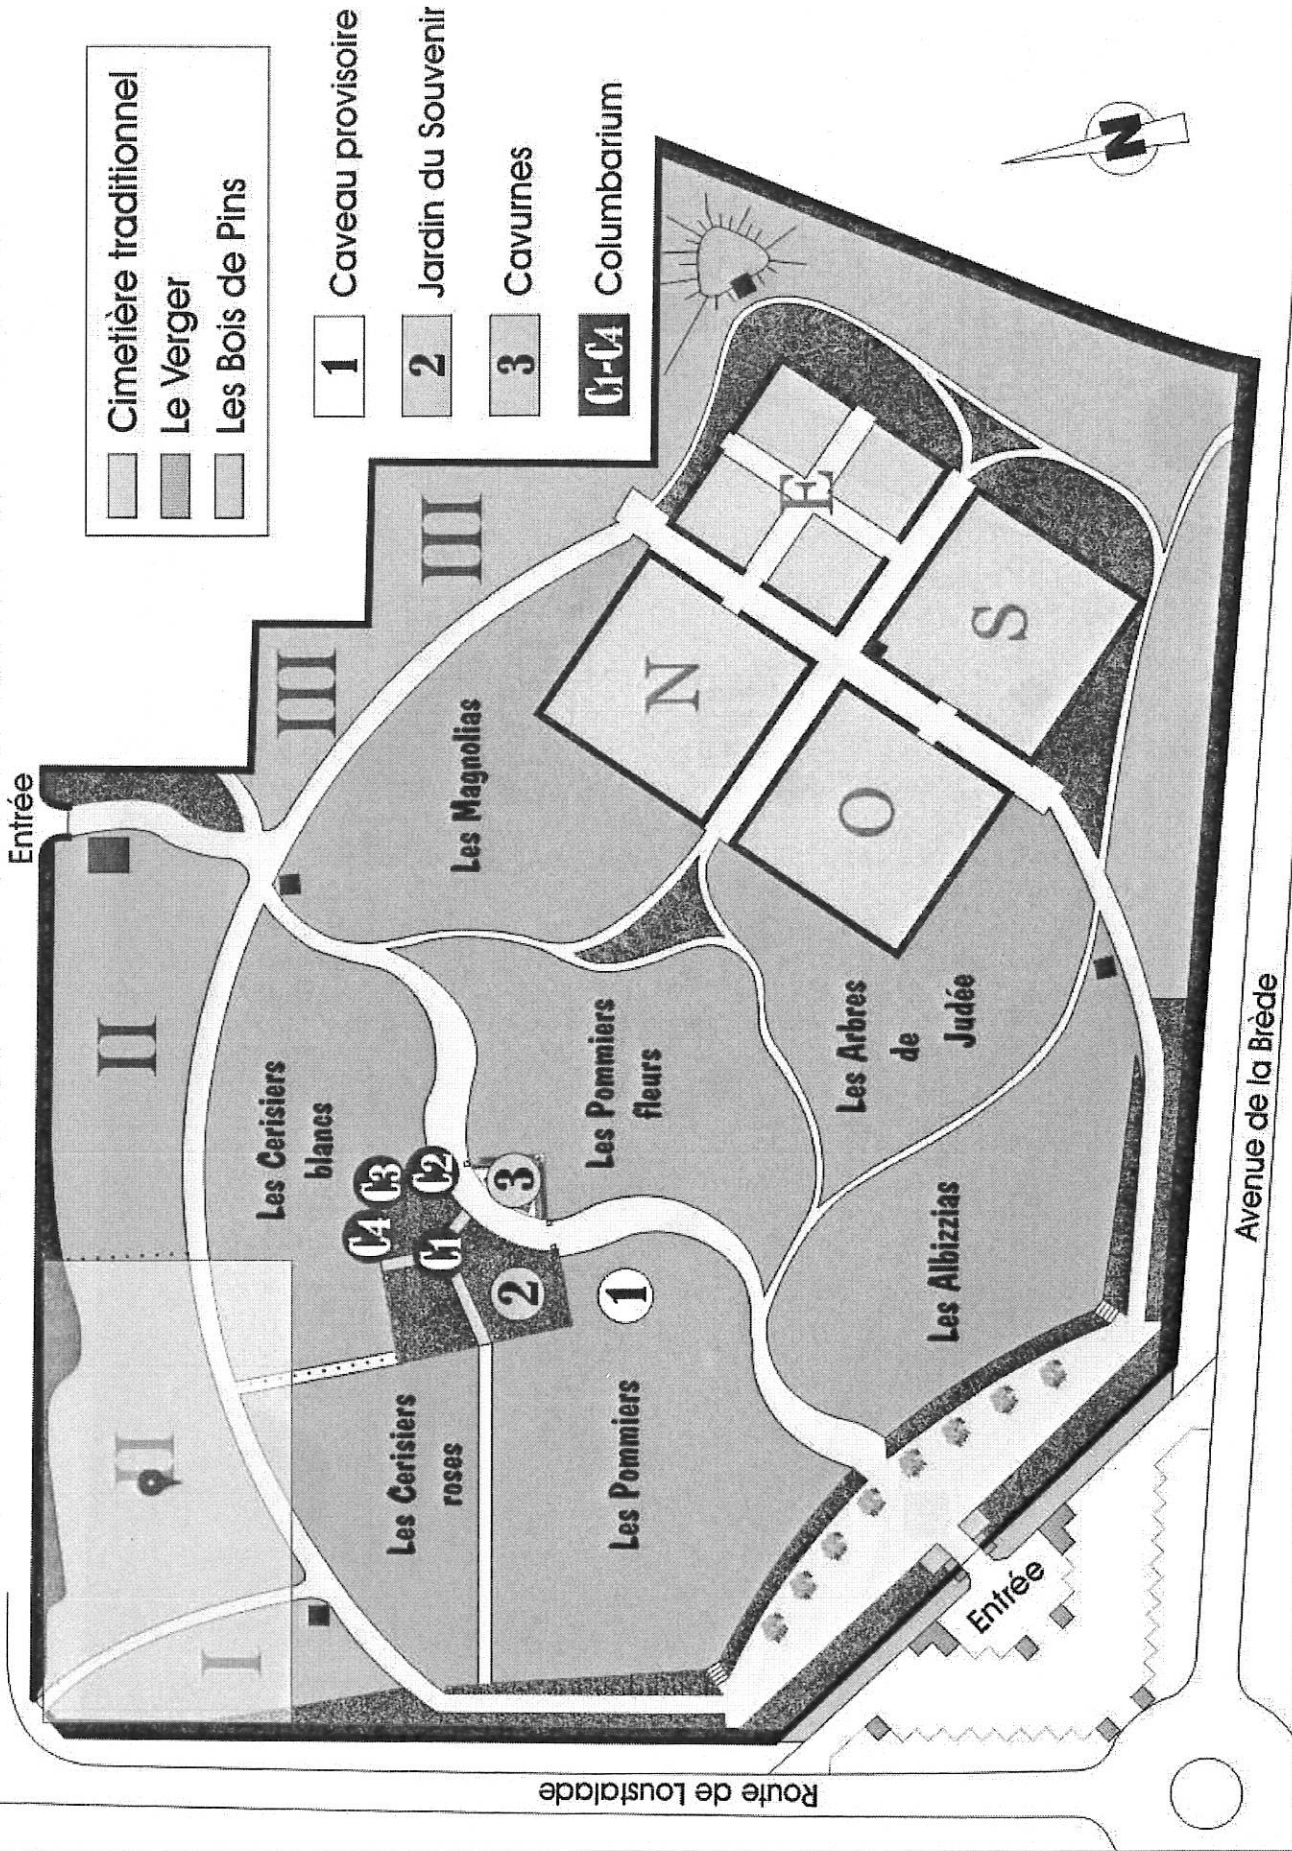 Cimetière traditionnel
Le Verger
Les Bois de Pins
1 Caveau provisoire
2 Jardin du Souvenir
3 Cavurnes
C1-C4 Columbarium
Entrée
I
II
II
III
III
Les Cerisiers
blancs
Les Magnolias
Les Cerisiers
roses
C4
C3
C1
C2
2
3
1
Les Pommiers
Les Pommiers
fleurs
Les Arbres
de
Judée
Les Albizzias
N
E
O
S
N
Entrée
Route de Loustalade
Avenue de la Brède